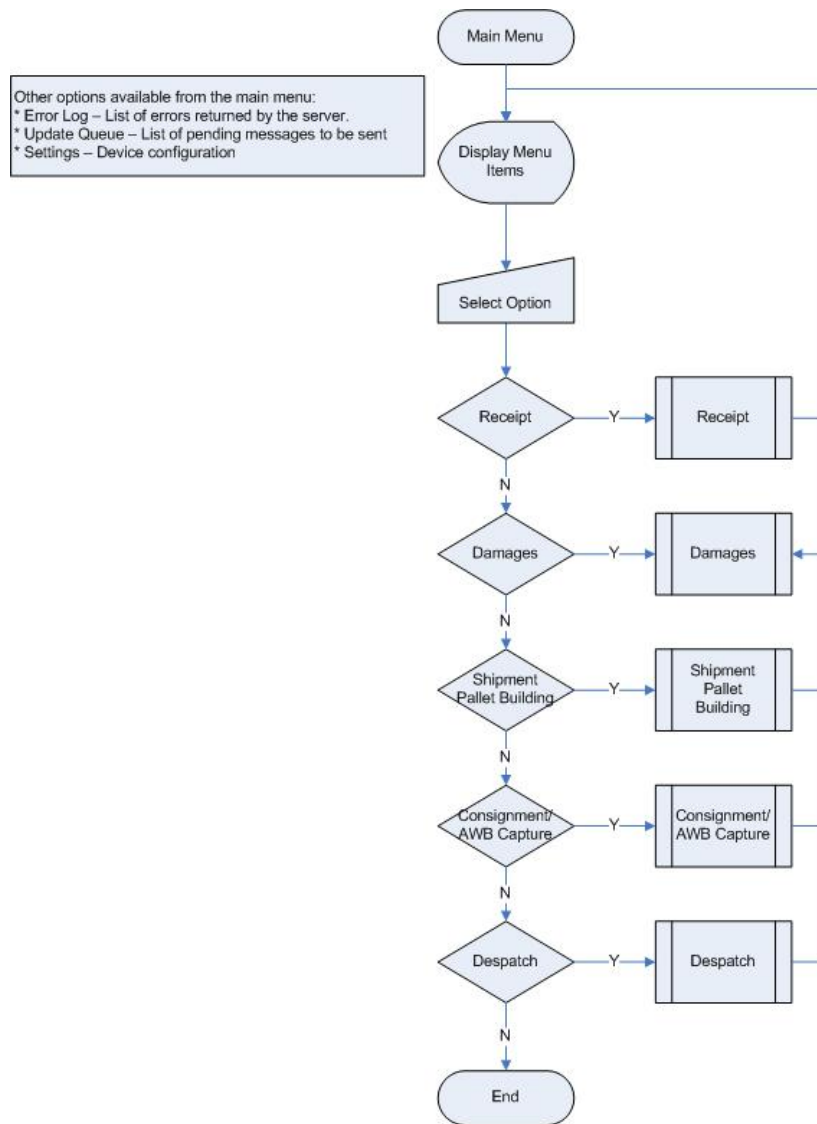 Main Menu
Other options available from the main menu:
* Error Log – List of errors returned by the server.
* Update Queue – List of pending messages to be sent
* Settings – Device configuration
Display Menu
Items
Select Option
Receipt
Y
Receipt
N
Damages
Y
Damages
N
Shipment
Pallet Building
Y
Shipment
Pallet
Building
N
Consignment/
AWB Capture
Y
Consignment/
AWB Capture
N
Despatch
Y
Despatch
N
End